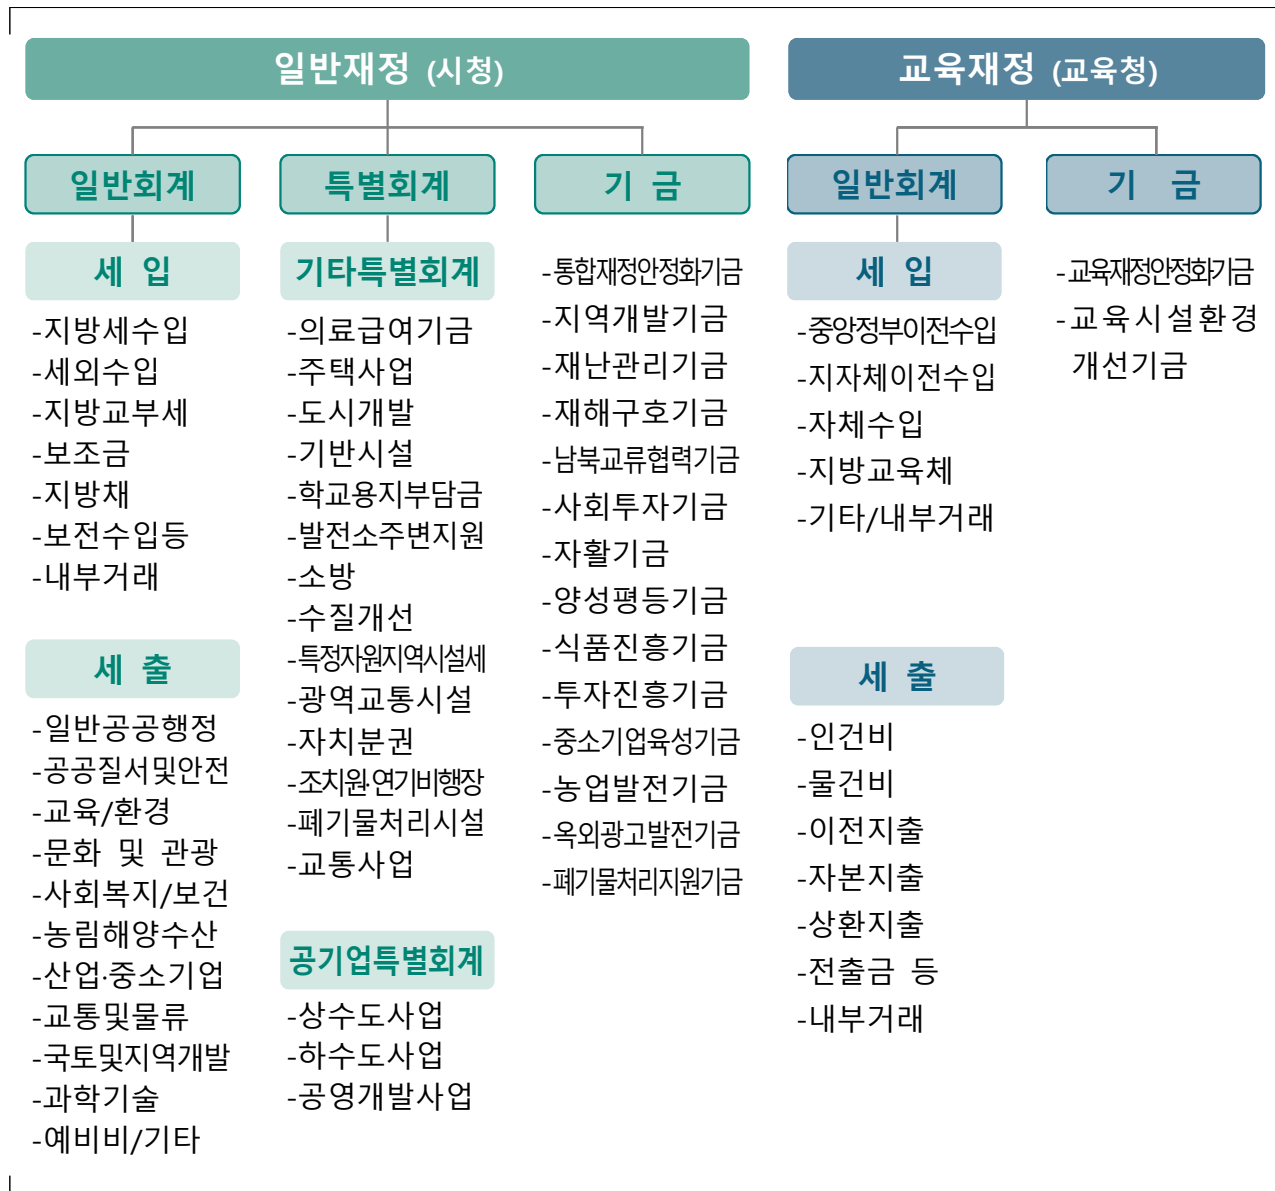 일반재정 (시청)
일반회계
세 입
-지방세수입
-세외수입
-지방교부세
-보조금
-지방채
-보전수입등
-내부거래
세 출
-일반공공행정
-공공질서및안전
-교육/환경
-문화 및 관광
-사회복지/보건
-농림해양수산
-산업·중소기업
-교통및물류
-국토및지역개발
-과학기술
-예비비/기타
특별회계
기타특별회계
-의료급여기금
-주택사업
-도시개발
-기반시설
-학교용지부담금
-발전소주변지원
-소방
-수질개선
-특정자원지역시설세
-광역교통시설
-자치분권
-조치원·연기비행장
-폐기물처리시설
-교통사업
공기업특별회계
-상수도사업
-하수도사업
-공영개발사업
기 금
-통합재정안정화기금
-지역개발기금
-재난관리기금
-재해구호기금
-남북교류협력기금
-사회투자기금
-자활기금
-양성평등기금
-식품진흥기금
-투자진흥기금
-중소기업육성기금
-농업발전기금
-옥외광고발전기금
-폐기물처리지원기금
교육재정 (교육청)
일반회계
세 입
-중앙정부이전수입
-지자체이전수입
-자체수입
-지방교육체
-기타/내부거래
세 출
-인건비
-물건비
-이전지출
-자본지출
-상환지출
-전출금 등
-내부거래
기 금
-교육재정안정화기금
-교육시설환경
개선기금